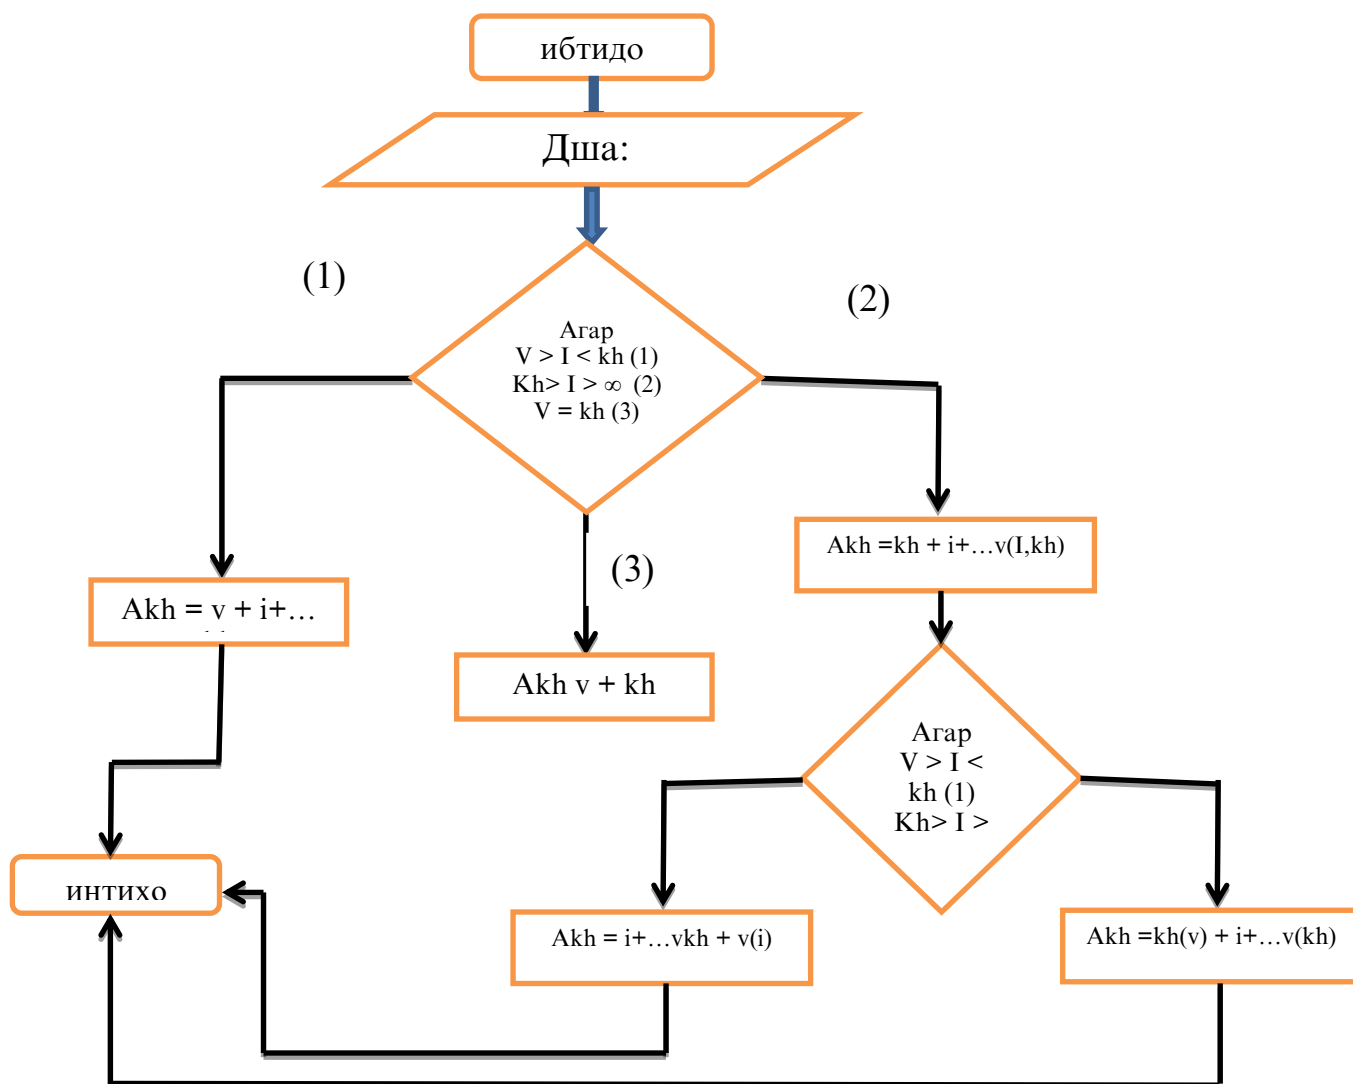 ибтидо
Дша:
(1)
(2)
Агар
V > I < kh (1)
Kh> I > ∞ (2)
V = kh (3)
Akh =kh + i+…v(I,kh)
(3)
Akh = v + i+…
Akh v + kh
Агар
V > I <
kh (1)
Kh> I >
интихо
Akh = i+…vkh + v(i)
Akh =kh(v) + i+…v(kh)